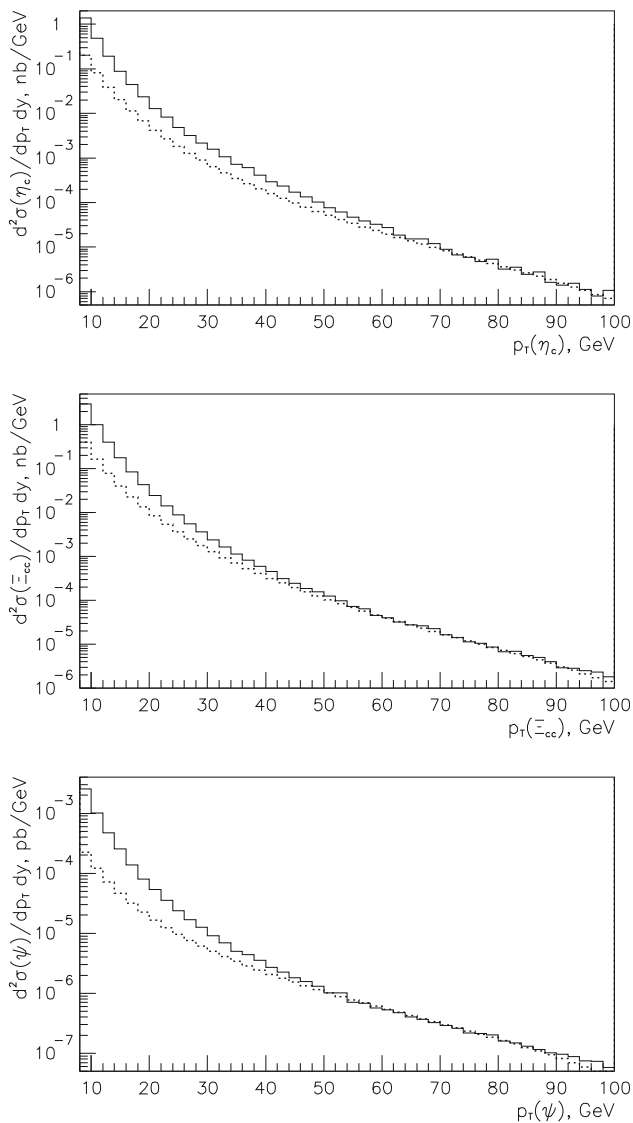 d²σ(η_c)/dp_T dy, nb/GeV
1
10⁻¹
10⁻²
10⁻³
10⁻⁴
10⁻⁵
10⁻⁶
10 20 30 40 50 60 70 80 90 100
p_T(η_c), GeV
d²σ(Ξ_cc)/dp_T dy, nb/GeV
1
10⁻¹
10⁻²
10⁻³
10⁻⁴
10⁻⁵
10⁻⁶
10 20 30 40 50 60 70 80 90 100
p_T(Ξ_cc), GeV
d²σ(ψ)/dp_T dy, pb/GeV
10⁻³
10⁻⁴
10⁻⁵
10⁻⁶
10⁻⁷
10 20 30 40 50 60 70 80 90 100
p_T(ψ), GeV